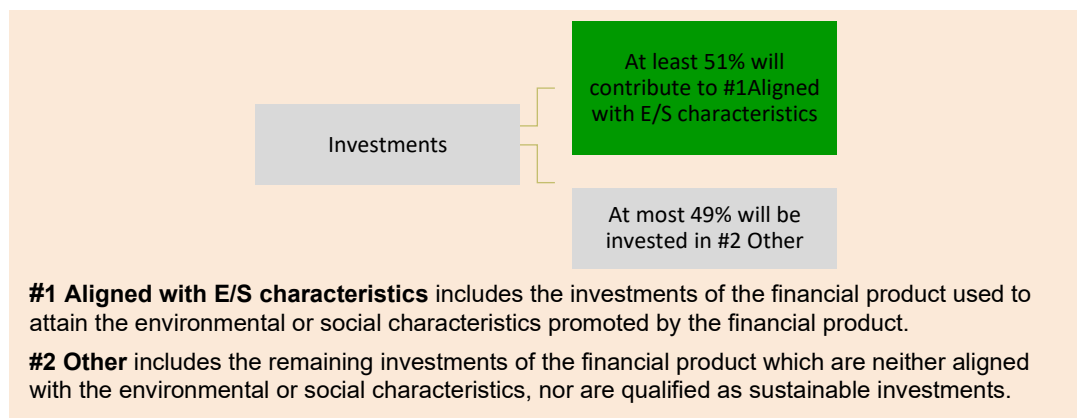 At least 51% will
contribute to #1Aligned
with E/S characteristics
Investments
At most 49% will be
invested in #2 Other
#1 Aligned with E/S characteristics includes the investments of the financial product used to
attain the environmental or social characteristics promoted by the financial product.
#2 Other includes the remaining investments of the financial product which are neither aligned
with the environmental or social characteristics, nor are qualified as sustainable investments.